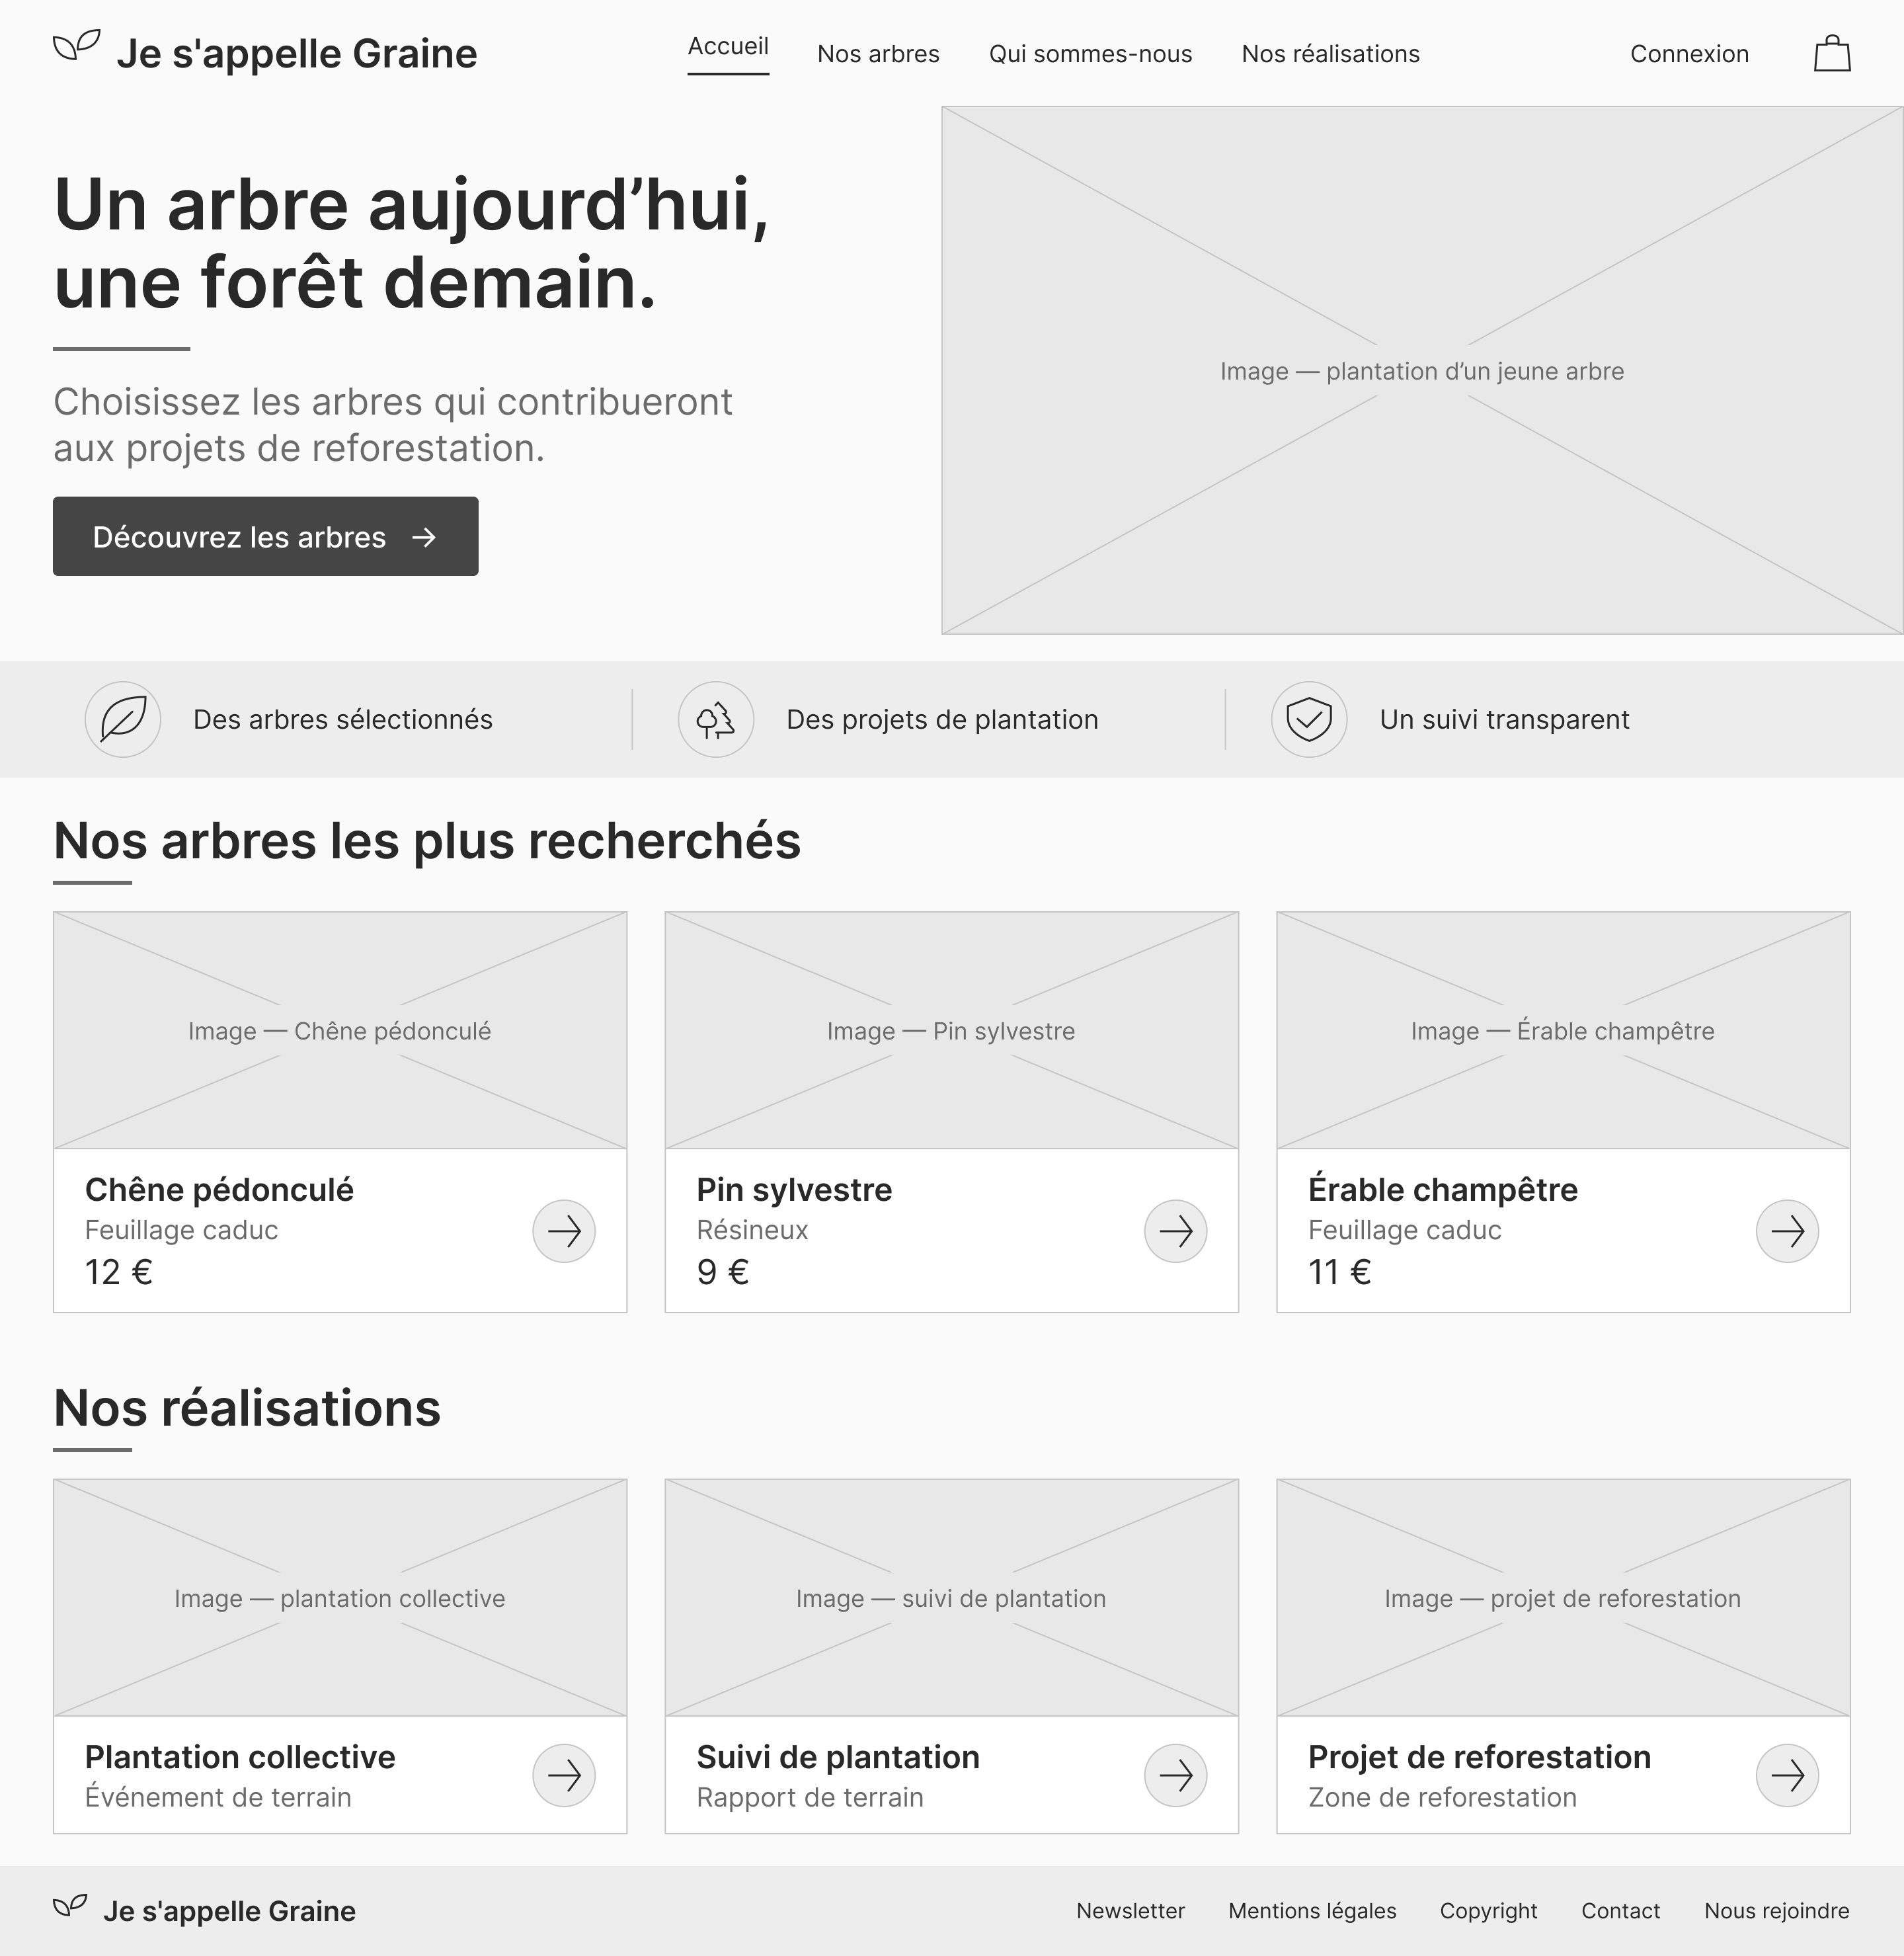 Je s'appelle Graine
Accueil
Nos arbres
Qui sommes-nous
Nos réalisations
Connexion
Un arbre aujourd’hui,
une forêt demain.
Choisissez les arbres qui contribueront
aux projets de reforestation.
Découvrez les arbres
Image — plantation d’un jeune arbre
Des arbres sélectionnés
Des projets de plantation
Un suivi transparent
Nos arbres les plus recherchés
Image — Chêne pédonculé
Chêne pédonculé
Feuillage caduc
12 €
Image — Pin sylvestre
Pin sylvestre
Résineux
9 €
Image — Érable champêtre
Érable champêtre
Feuillage caduc
11 €
Nos réalisations
Image — plantation collective
Plantation collective
Événement de terrain
Image — suivi de plantation
Suivi de plantation
Rapport de terrain
Image — projet de reforestation
Projet de reforestation
Zone de reforestation
Je s'appelle Graine
Newsletter
Mentions légales
Copyright
Contact
Nous rejoindre